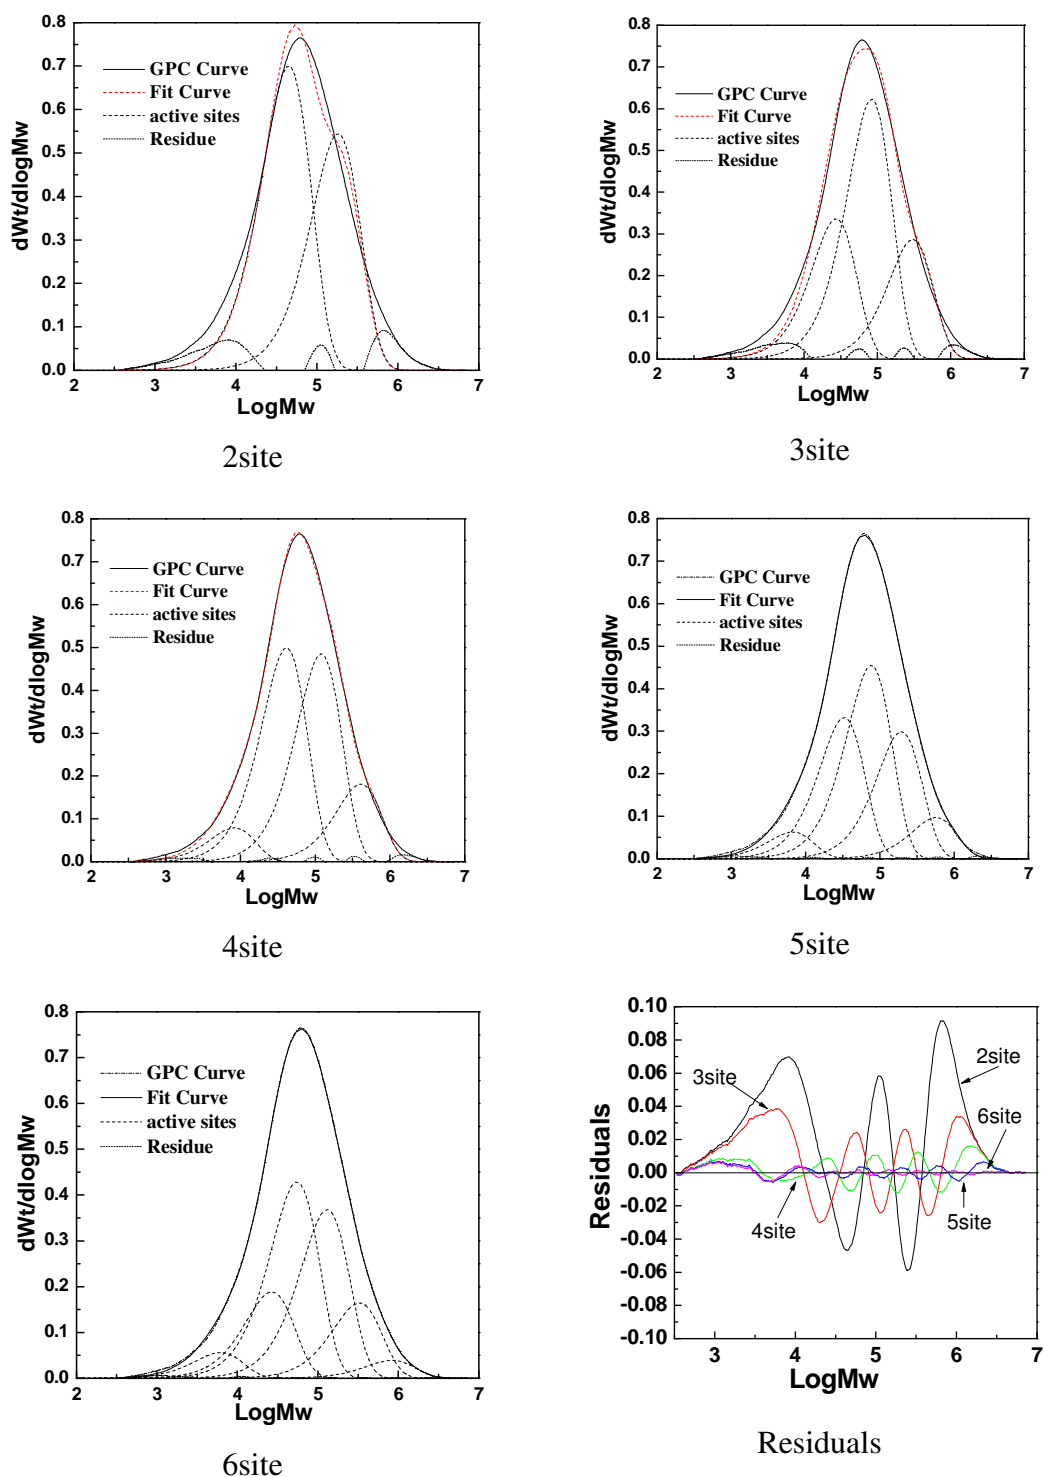 0.8
0.7
0.6
0.5
0.4
0.3
0.2
0.1
0.0
dWt/dlogMw
GPC Curve
Fit Curve
active sites
Residue
2 3 4 5 6 7
LogMw
2site
0.8
0.7
0.6
0.5
0.4
0.3
0.2
0.1
0.0
dWt/dlogMw
GPC Curve
Fit Curve
active sites
Residue
2 3 4 5 6 7
LogMw
3site
0.8
0.7
0.6
0.5
0.4
0.3
0.2
0.1
0.0
dWt/dlogMw
GPC Curve
Fit Curve
active sites
Residue
2 3 4 5 6 7
LogMw
4site
0.8
0.7
0.6
0.5
0.4
0.3
0.2
0.1
0.0
dWt/dlogMw
GPC Curve
Fit Curve
active sites
Residue
2 3 4 5 6 7
LogMw
5site
0.8
0.7
0.6
0.5
0.4
0.3
0.2
0.1
0.0
dWt/dlogMw
GPC Curve
Fit Curve
active sites
Residue
2 3 4 5 6 7
LogMw
6site
0.10
0.08
0.06
0.04
0.02
0.00
-0.02
-0.04
-0.06
-0.08
-0.10
Residuals
2site
3site
6site
4site
5site
3 4 5 6 7
LogMw
Residuals